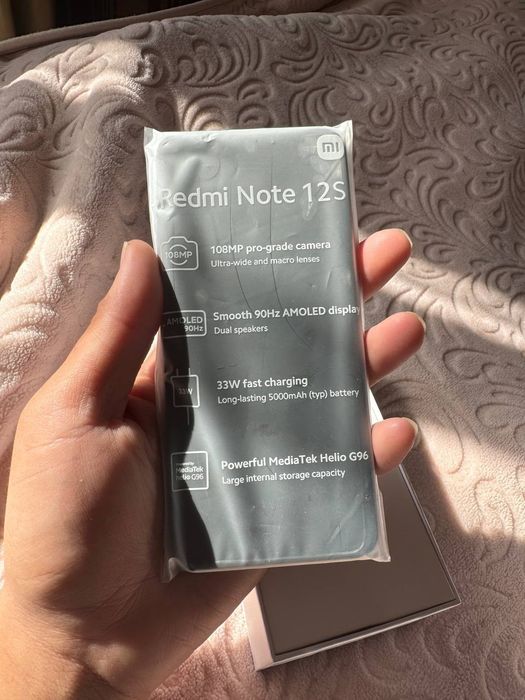 mi
Redmi Note 12S
108MP
108MP pro-grade camera
Ultra-wide and macro lenses
AMOLED
90Hz
Smooth 90Hz AMOLED display
Dual speakers
33W
33W fast charging
Long-lasting 5000mAh (typ) battery
MediaTek
helio G96
Powerful MediaTek Helio G96
Large internal storage capacity